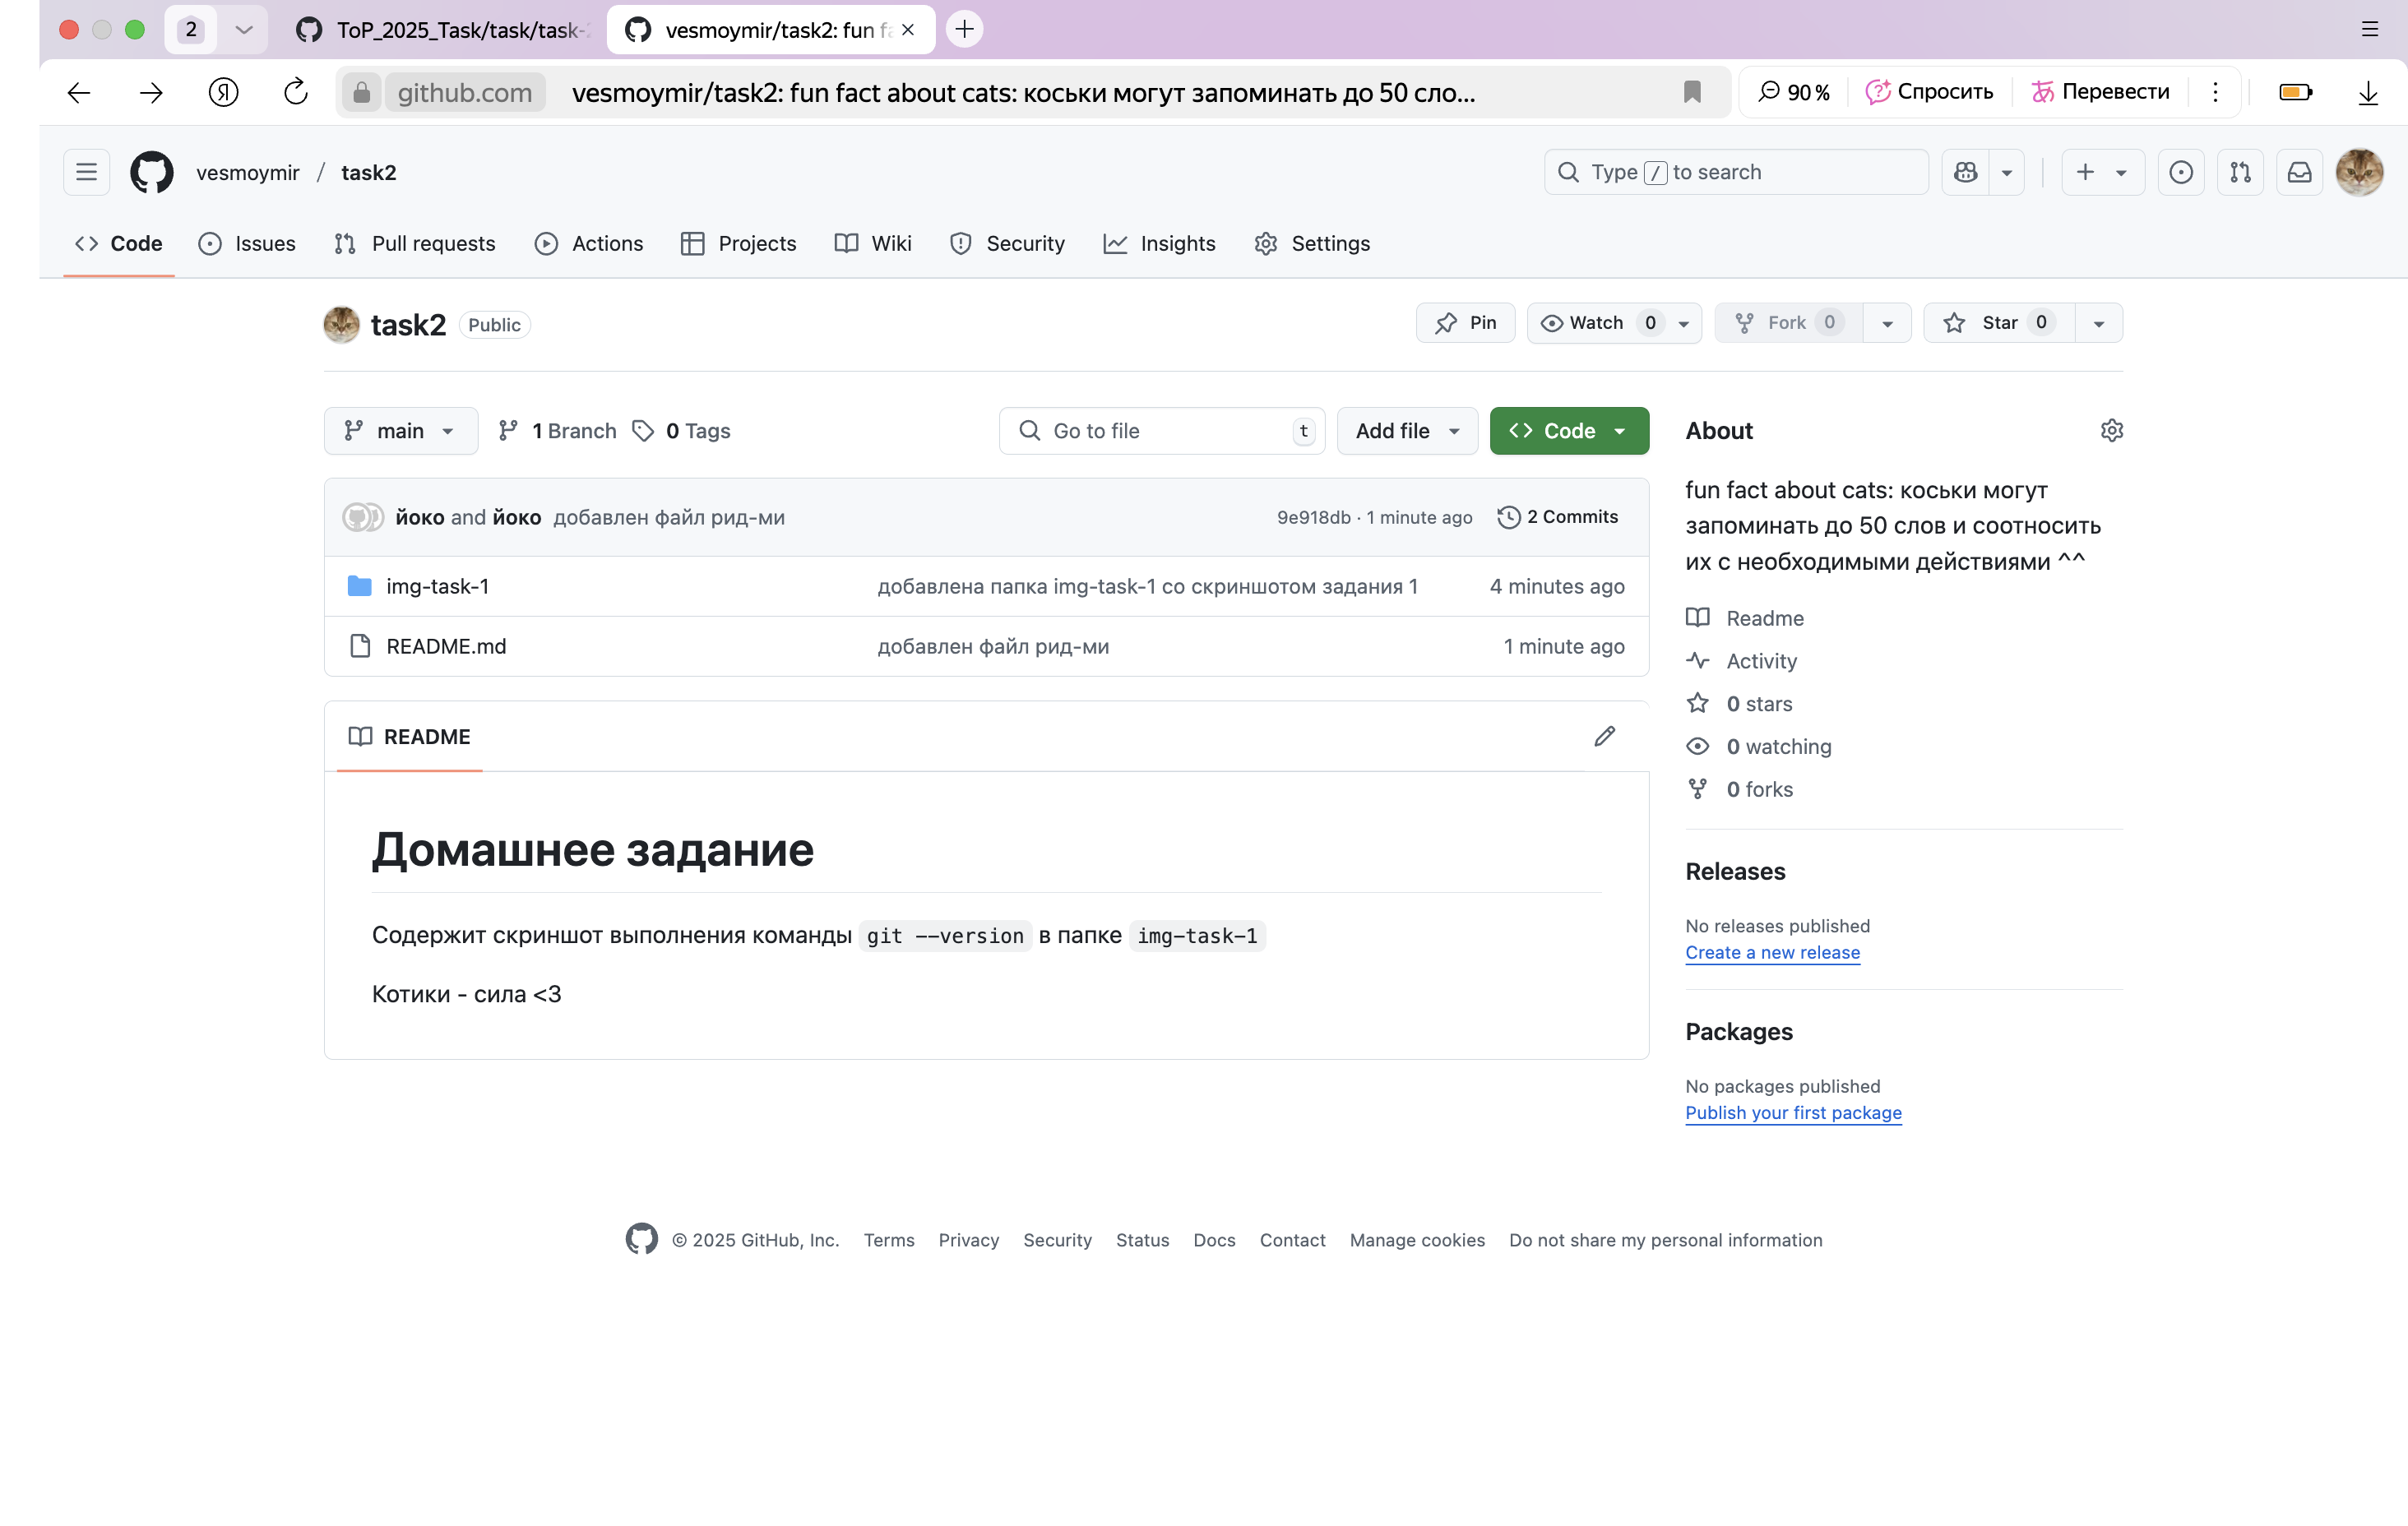 2
ToP_2025_Task/task/task-2
vesmoymir/task2: fun fa
github.com vesmoymir/task2: fun fact about cats: коськи могут запоминать до 50 сло...
90 % Спросить Перевести
vesmoymir / task2
Type / to search
Code Issues Pull requests Actions Projects Wiki Security Insights Settings
task2 Public
Pin Watch 0 Fork 0 Star 0
main 1 Branch 0 Tags
Go to file t Add file Code
йоко and йоко добавлен файл рид-ми 9e918db · 1 minute ago 2 Commits
img-task-1 добавлена папка img-task-1 со скриншотом задания 1 4 minutes ago
README.md добавлен файл рид-ми 1 minute ago
README
Домашнее задание
Содержит скриншот выполнения команды git --version в папке img-task-1
Котики - сила <3
About
fun fact about cats: коськи могут
запоминать до 50 слов и соотносить
их с необходимыми действиями ^^
Readme
Activity
0 stars
0 watching
0 forks
Releases
No releases published
Create a new release
Packages
No packages published
Publish your first package
© 2025 GitHub, Inc. Terms Privacy Security Status Docs Contact Manage cookies Do not share my personal information